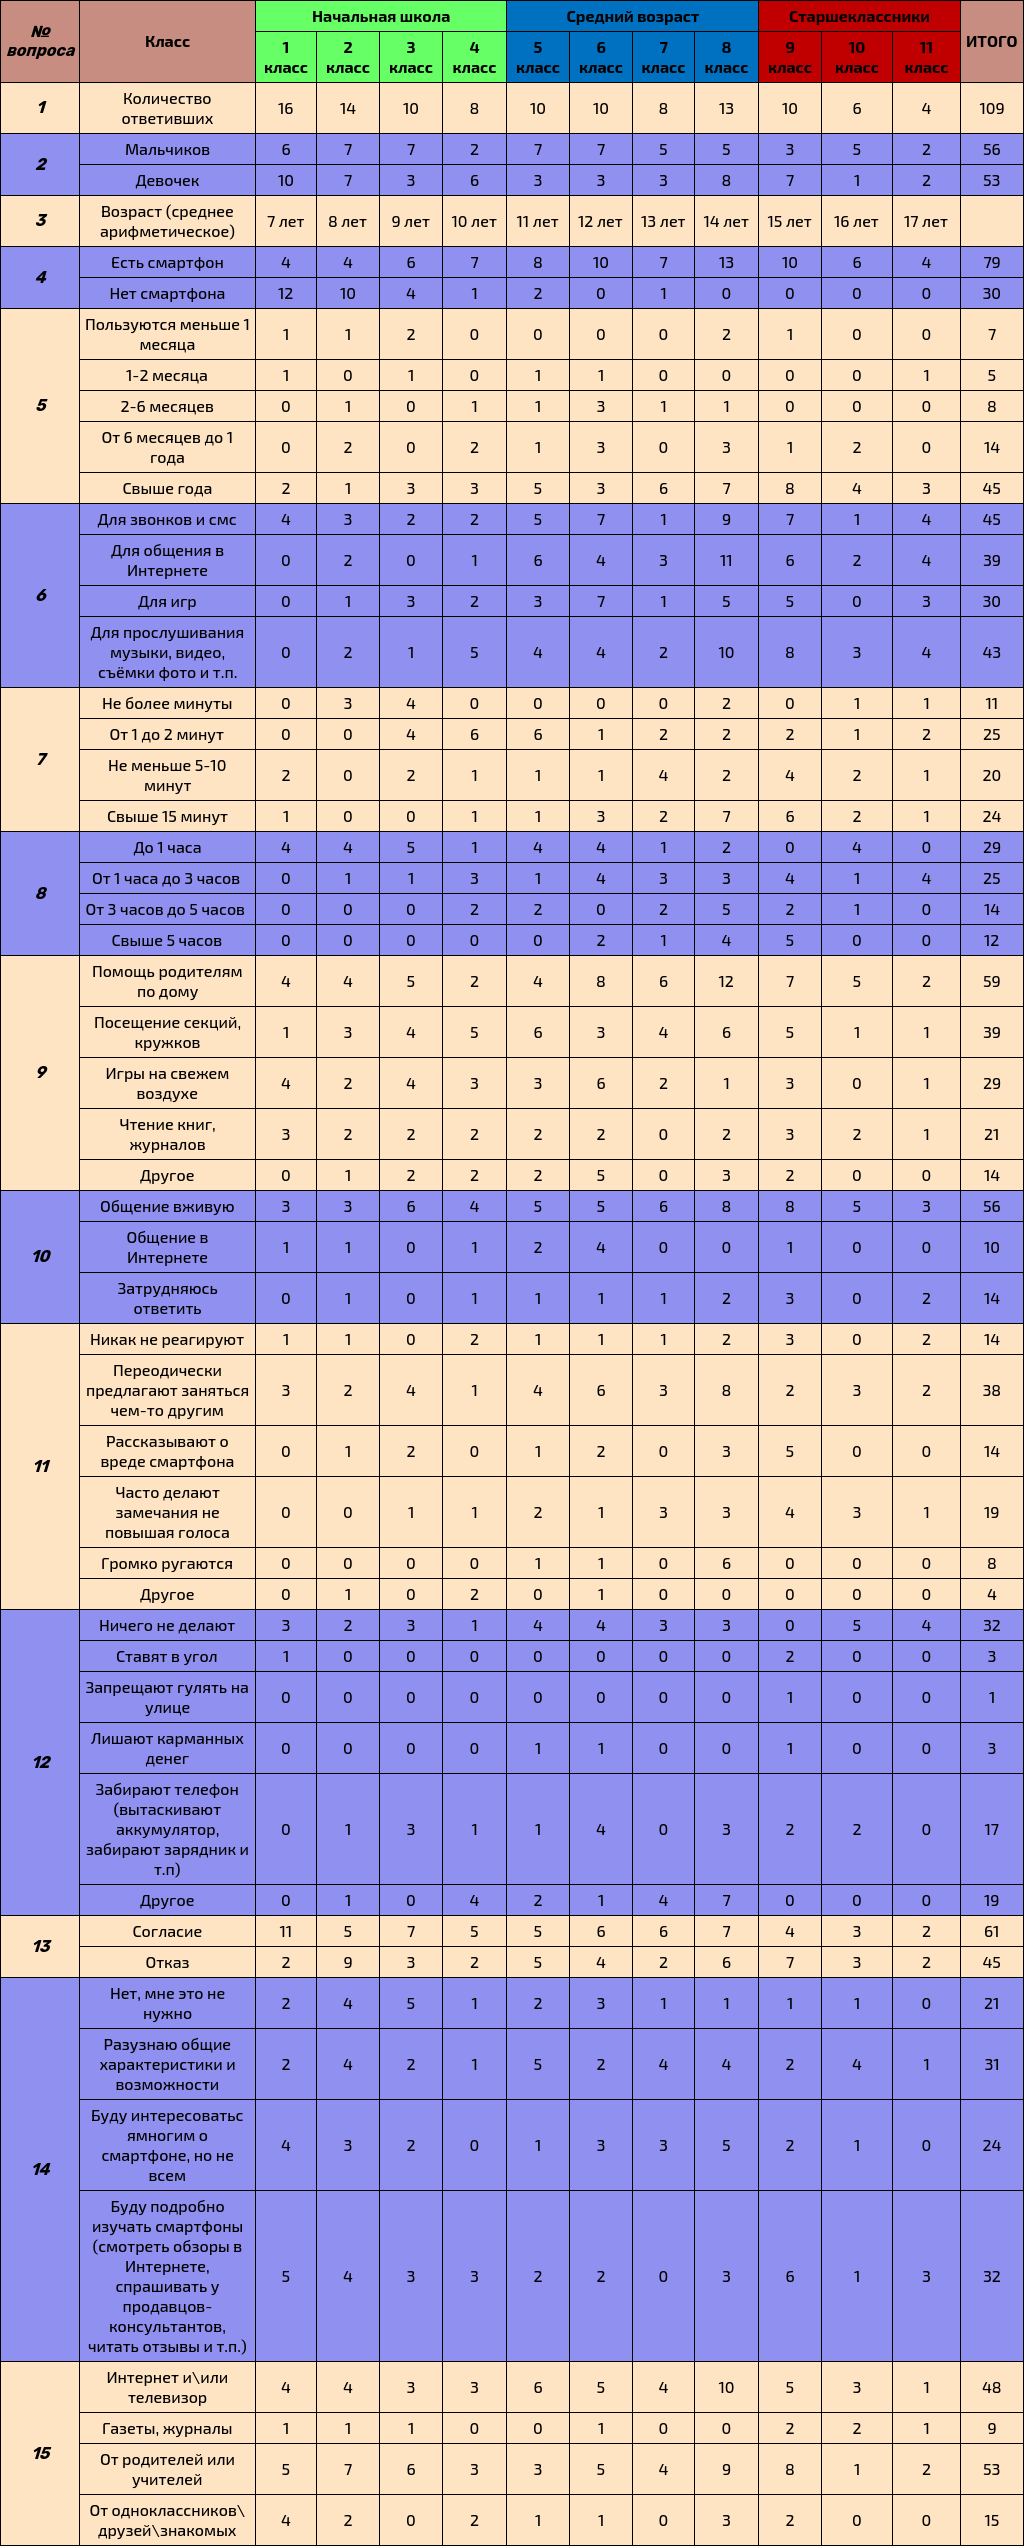 № вопроса Класс Начальная школа Средний возраст Старшеклассники ИТОГО
1 класс 2 класс 3 класс 4 класс 5 класс 6 класс 7 класс 8 класс 9 класс 10 класс 11 класс
1 Количество ответивших 16 14 10 8 10 10 8 13 10 6 4 109
2 Мальчиков 6 7 7 2 7 7 5 5 3 5 2 56
Девочек 10 7 3 6 3 3 3 8 7 1 2 53
3 Возраст (среднее арифметическое) 7 лет 8 лет 9 лет 10 лет 11 лет 12 лет 13 лет 14 лет 15 лет 16 лет 17 лет
4 Есть смартфон 4 4 6 7 8 10 7 13 10 6 4 79
Нет смартфона 12 10 4 1 2 0 1 0 0 0 0 30
5 Пользуются меньше 1 месяца 1 1 2 0 0 0 0 2 1 0 0 7
1-2 месяца 1 0 1 0 1 1 0 0 0 0 1 5
2-6 месяцев 0 1 0 1 1 3 1 1 0 0 0 8
От 6 месяцев до 1 года 0 2 0 2 1 3 0 3 1 2 0 14
Свыше года 2 1 3 3 5 3 6 7 8 4 3 45
6 Для звонков и смс 4 3 2 2 5 7 1 9 7 1 4 45
Для общения в Интернете 0 2 0 1 6 4 3 11 6 2 4 39
Для игр 0 1 3 2 3 7 1 5 5 0 3 30
Для прослушивания музыки, видео, съёмки фото и т.п. 0 2 1 5 4 4 2 10 8 3 4 43
7 Не более минуты 0 3 4 0 0 0 0 2 0 1 1 11
От 1 до 2 минут 0 0 4 6 6 1 2 2 2 1 2 25
Не меньше 5-10 минут 2 0 2 1 1 1 4 2 4 2 1 20
Свыше 15 минут 1 0 0 1 1 3 2 7 6 2 1 24
8 До 1 часа 4 4 5 1 4 4 1 2 0 4 0 29
От 1 часа до 3 часов 0 1 1 3 1 4 3 3 4 1 4 25
От 3 часов до 5 часов 0 0 0 2 2 0 2 5 2 1 0 14
Свыше 5 часов 0 0 0 0 0 2 1 4 5 0 0 12
9 Помощь родителям по дому 4 4 5 2 4 8 6 12 7 5 2 59
Посещение секций, кружков 1 3 4 5 6 3 4 6 5 1 1 39
Игры на свежем воздухе 4 2 4 3 3 6 2 1 3 0 1 29
Чтение книг, журналов 3 2 2 2 2 2 0 2 3 2 1 21
Другое 0 1 2 2 2 5 0 3 2 0 0 14
10 Общение вживую 3 3 6 4 5 5 6 8 8 5 3 56
Общение в Интернете 1 1 0 1 2 4 0 0 1 0 0 10
Затрудняюсь ответить 0 1 0 1 1 1 1 2 3 0 2 14
11 Никак не реагируют 1 1 0 2 1 1 1 2 3 0 2 14
Переодически предлагают заняться чем-то другим 3 2 4 1 4 6 3 8 2 3 2 38
Рассказывают о вреде смартфона 0 1 2 0 1 2 0 3 5 0 0 14
Часто делают замечания не повышая голоса 0 0 1 1 2 1 3 3 4 3 1 19
Громко ругаются 0 0 0 0 1 1 0 6 0 0 0 8
Другое 0 1 0 2 0 1 0 0 0 0 0 4
12 Ничего не делают 3 2 3 1 4 4 3 3 0 5 4 32
Ставят в угол 1 0 0 0 0 0 0 0 2 0 0 3
Запрещают гулять на улице 0 0 0 0 0 0 0 0 1 0 0 1
Лишают карманных денег 0 0 0 0 1 1 0 0 1 0 0 3
Забирают телефон (вытаскивают аккумулятор, забирают зарядник и т.п) 0 1 3 1 1 4 0 3 2 2 0 17
Другое 0 1 0 4 2 1 4 7 0 0 0 19
13 Согласие 11 5 7 5 5 6 6 7 4 3 2 61
Отказ 2 9 3 2 5 4 2 6 7 3 2 45
14 Нет, мне это не нужно 2 4 5 1 2 3 1 1 1 1 0 21
Разузнаю общие характеристики и возможности 2 4 2 1 5 2 4 4 2 4 1 31
Буду интересоватьс ямногим о смартфоне, но не всем 4 3 2 0 1 3 3 5 2 1 0 24
Буду подробно изучать смартфоны (смотреть обзоры в Интернете, спрашивать у продавцов-консультантов, читать отзывы и т.п.) 5 4 3 3 2 2 0 3 6 1 3 32
15 Интернет и\или телевизор 4 4 3 3 6 5 4 10 5 3 1 48
Газеты, журналы 1 1 1 0 0 1 0 0 2 2 1 9
От родителей или учителей 5 7 6 3 3 5 4 9 8 1 2 53
От одноклассников\друзей\знакомых 4 2 0 2 1 1 0 3 2 0 0 15